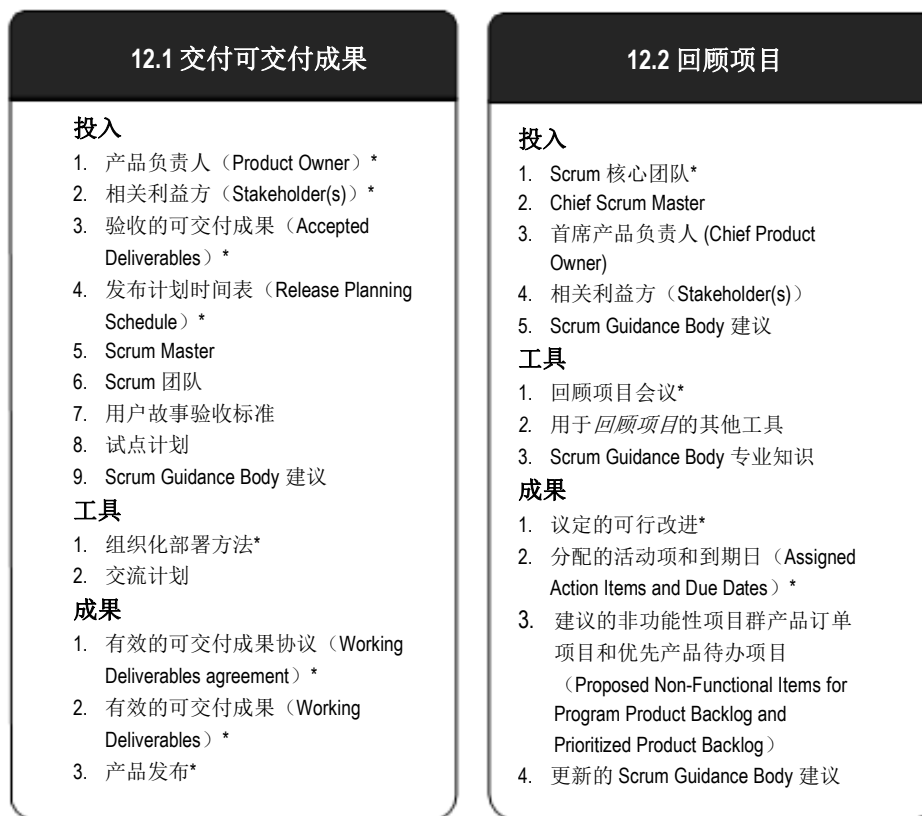 12.1 交付可交付成果
投入
1. 产品负责人（Product Owner）*
2. 相关利益方（Stakeholder(s)）*
3. 验收的可交付成果（Accepted
Deliverables）*
4. 发布计划时间表（Release Planning
Schedule）*
5. Scrum Master
6. Scrum 团队
7. 用户故事验收标准
8. 试点计划
9. Scrum Guidance Body 建议
工具
1. 组织化部署方法*
2. 交流计划
成果
1. 有效的可交付成果协议（Working
Deliverables agreement）*
2. 有效的可交付成果（Working
Deliverables）*
3. 产品发布*
12.2 回顾项目
投入
1. Scrum 核心团队*
2. Chief Scrum Master
3. 首席产品负责人 (Chief Product
Owner)
4. 相关利益方（Stakeholder(s)）
5. Scrum Guidance Body 建议
工具
1. 回顾项目会议*
2. 用于回顾项目的其他工具
3. Scrum Guidance Body 专业知识
成果
1. 议定的可行改进*
2. 分配的活动项和到期日（Assigned
Action Items and Due Dates）*
3. 建议的非功能性项目群产品订单
项目和优先产品待办项目
（Proposed Non-Functional Items for
Program Product Backlog and
Prioritized Product Backlog）
4. 更新的 Scrum Guidance Body 建议